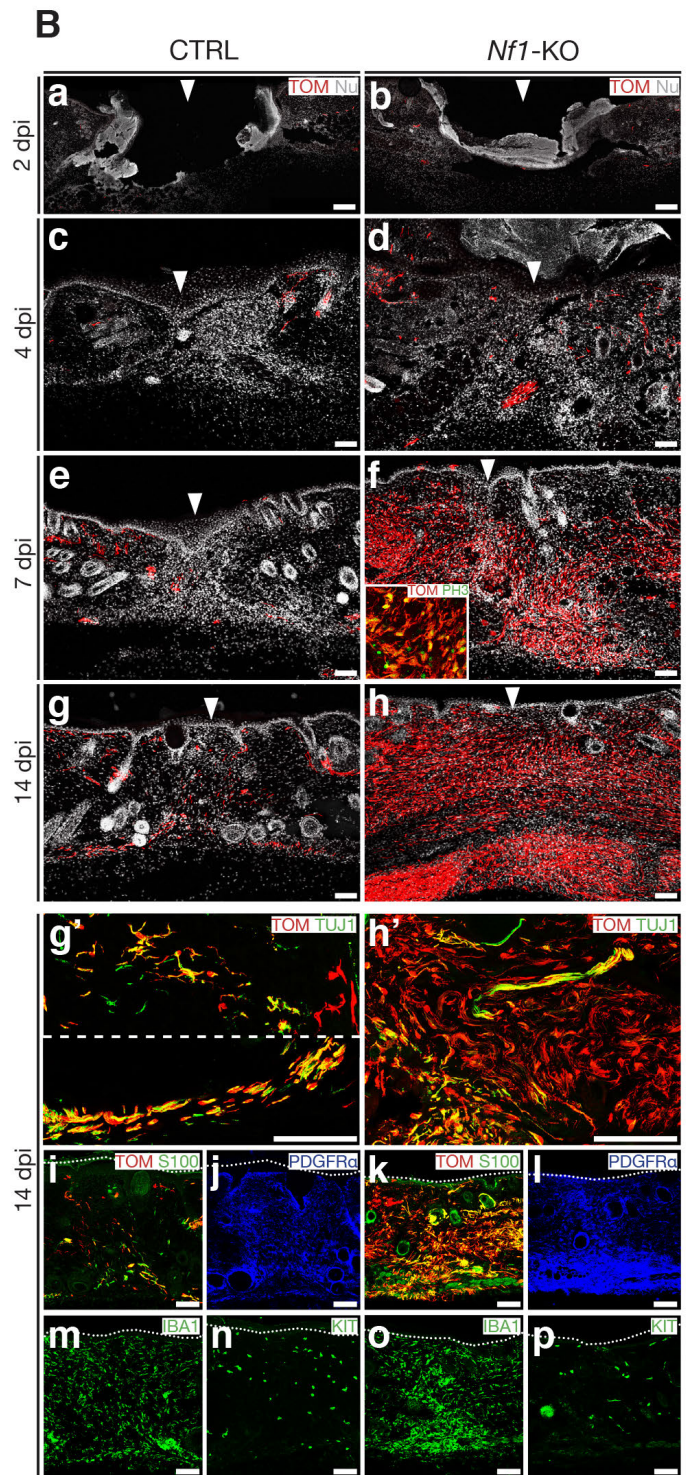 B
CTRL
Nf1-KO
2 dpi
a
TOM Nu
b
TOM Nu
4 dpi
c
d
7 dpi
e
f
TOM PH3
14 dpi
g
h
14 dpi
g'
TOM TUJ1
h'
TOM TUJ1
i
TOM S100
j
PDGFRα
k
TOM S100
l
PDGFRα
m
IBA1
n
KIT
o
IBA1
p
KIT